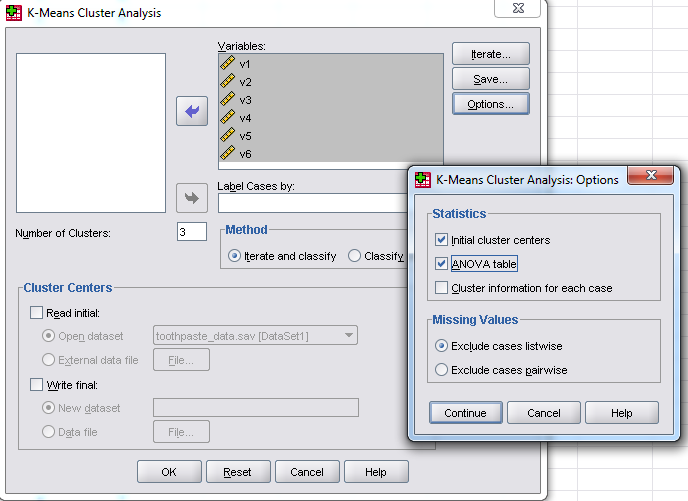 K-Means Cluster Analysis
Variables:
v1
v2
v3
v4
v5
v6
Iterate...
Save...
Options...
Label Cases by:
Number of Clusters:
3
Method
Iterate and classify
Classify
Cluster Centers
Read initial:
Open dataset
toothpaste_data.sav [DataSet1]
External data file
File...
Write final:
New dataset
Data file
File...
OK
Reset
Cancel
Help
K-Means Cluster Analysis: Options
Statistics
Initial cluster centers
ANOVA table
Cluster information for each case
Missing Values
Exclude cases listwise
Exclude cases pairwise
Continue
Cancel
Help